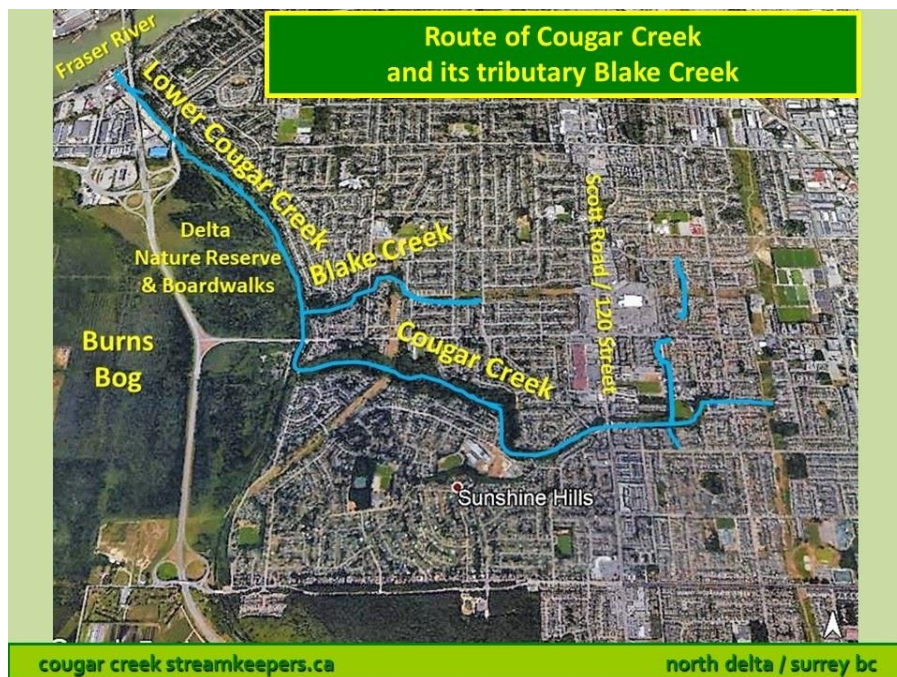 Route of Cougar Creek
and its tributary Blake Creek
Fraser River
Lower Cougar Creek
Delta
Nature Reserve
& Boardwalks
Blake Creek
Scott Road / 120 Street
Burns
Bog
Cougar Creek
Sunshine Hills
cougar creek streamkeepers.ca
north delta / surrey bc